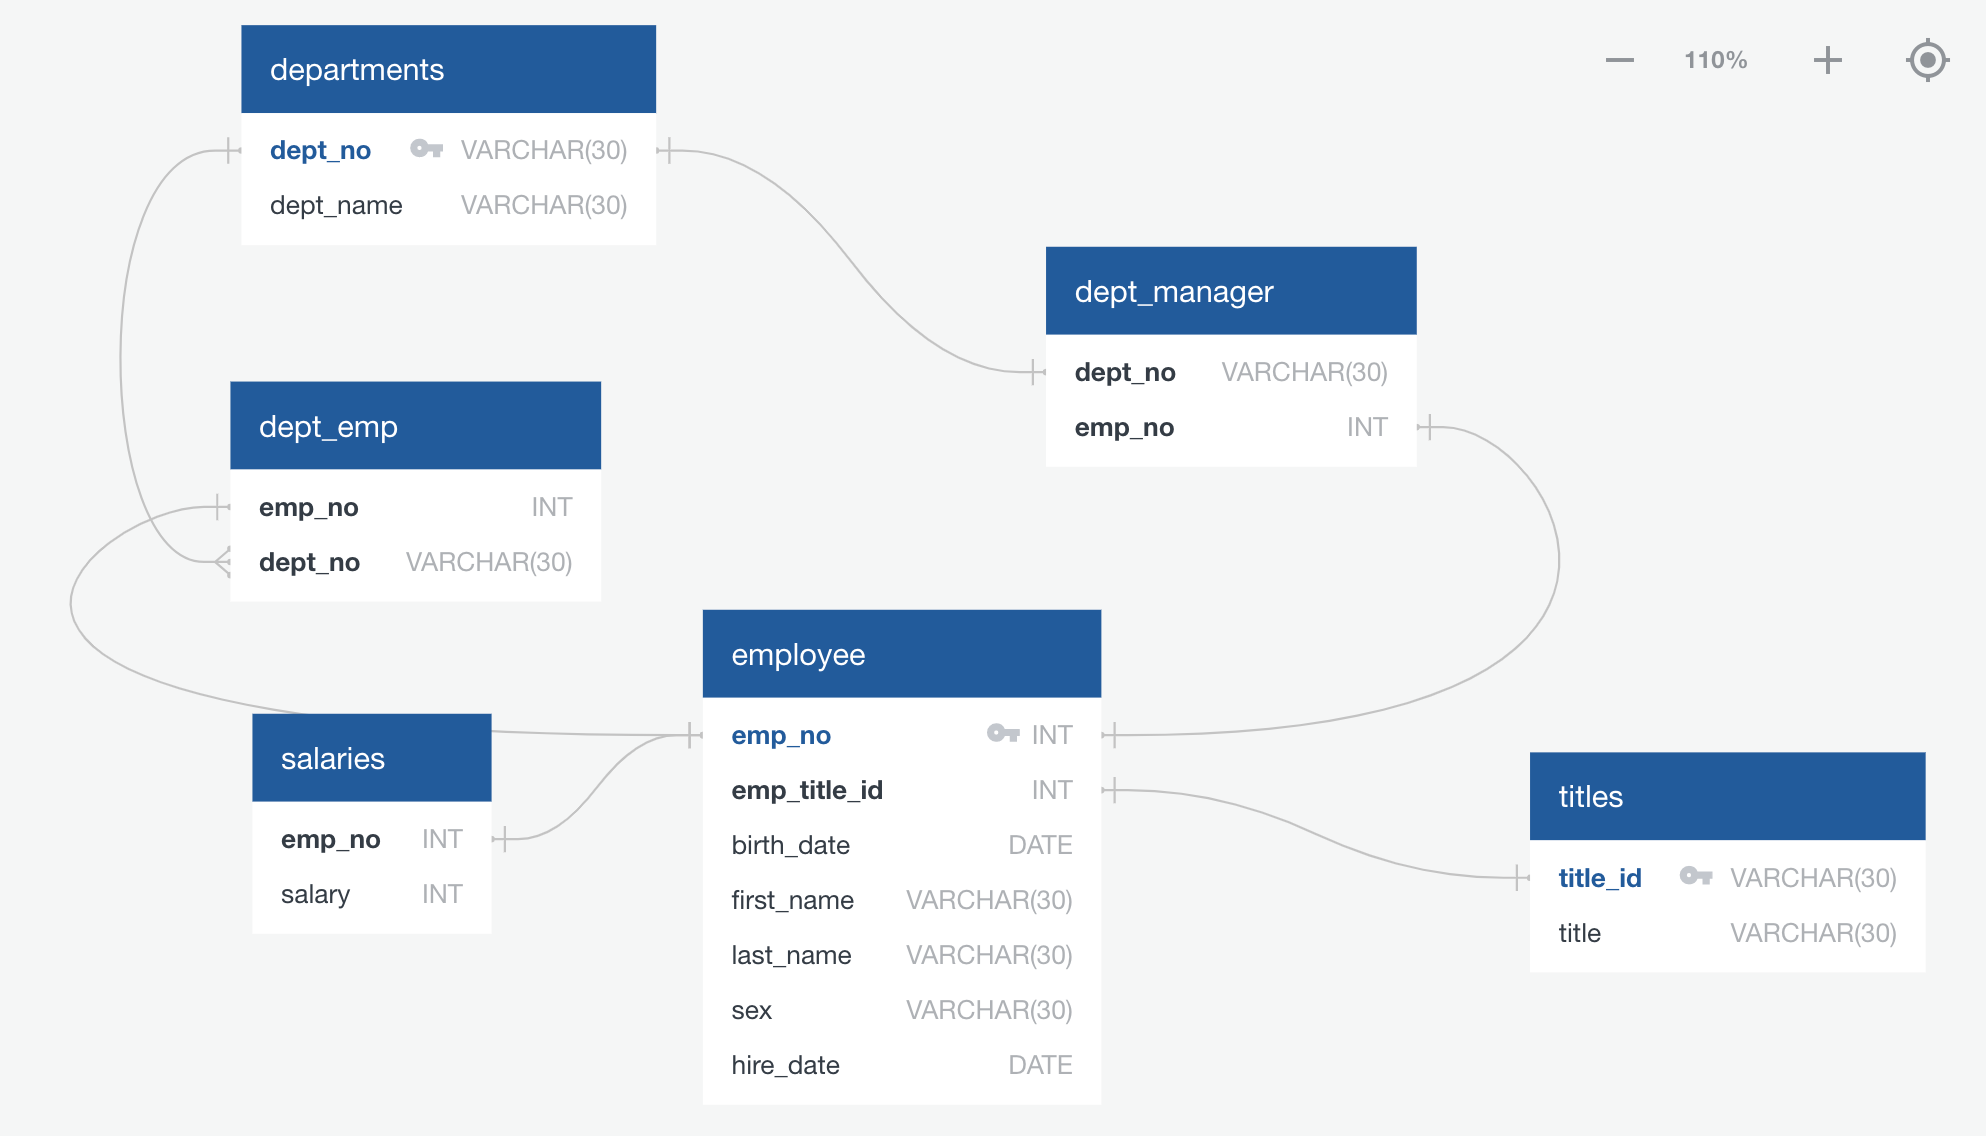 110%
departments
dept_no VARCHAR(30)
dept_name VARCHAR(30)
dept_manager
dept_no VARCHAR(30)
emp_no INT
dept_emp
emp_no INT
dept_no VARCHAR(30)
employee
emp_no INT
emp_title_id INT
birth_date DATE
first_name VARCHAR(30)
last_name VARCHAR(30)
sex VARCHAR(30)
hire_date DATE
salaries
emp_no INT
salary INT
titles
title_id VARCHAR(30)
title VARCHAR(30)